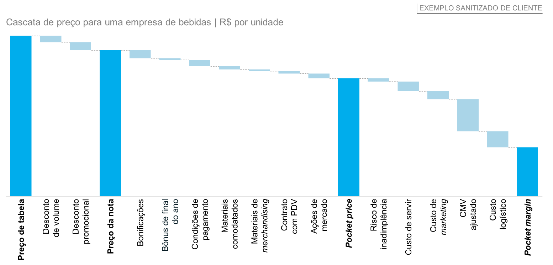 EXEMPLO SANITIZADO DE CLIENTE
Cascata de preço para uma empresa de bebidas | R$ por unidade
Preço de tabela
Desconto
de volume
Desconto
promocional
Preço da nota
Bonificações
Bônus de final
do ano
Condições de
pagamento
Materiais
comodatados
Materiais de
merchandising
Contrato
com PDV
Ações de
mercado
Pocket price
Risco de
inadimplência
Custo de servir
Custo de
marketing
CMV
ajustado
Custo
logístico
Pocket margin